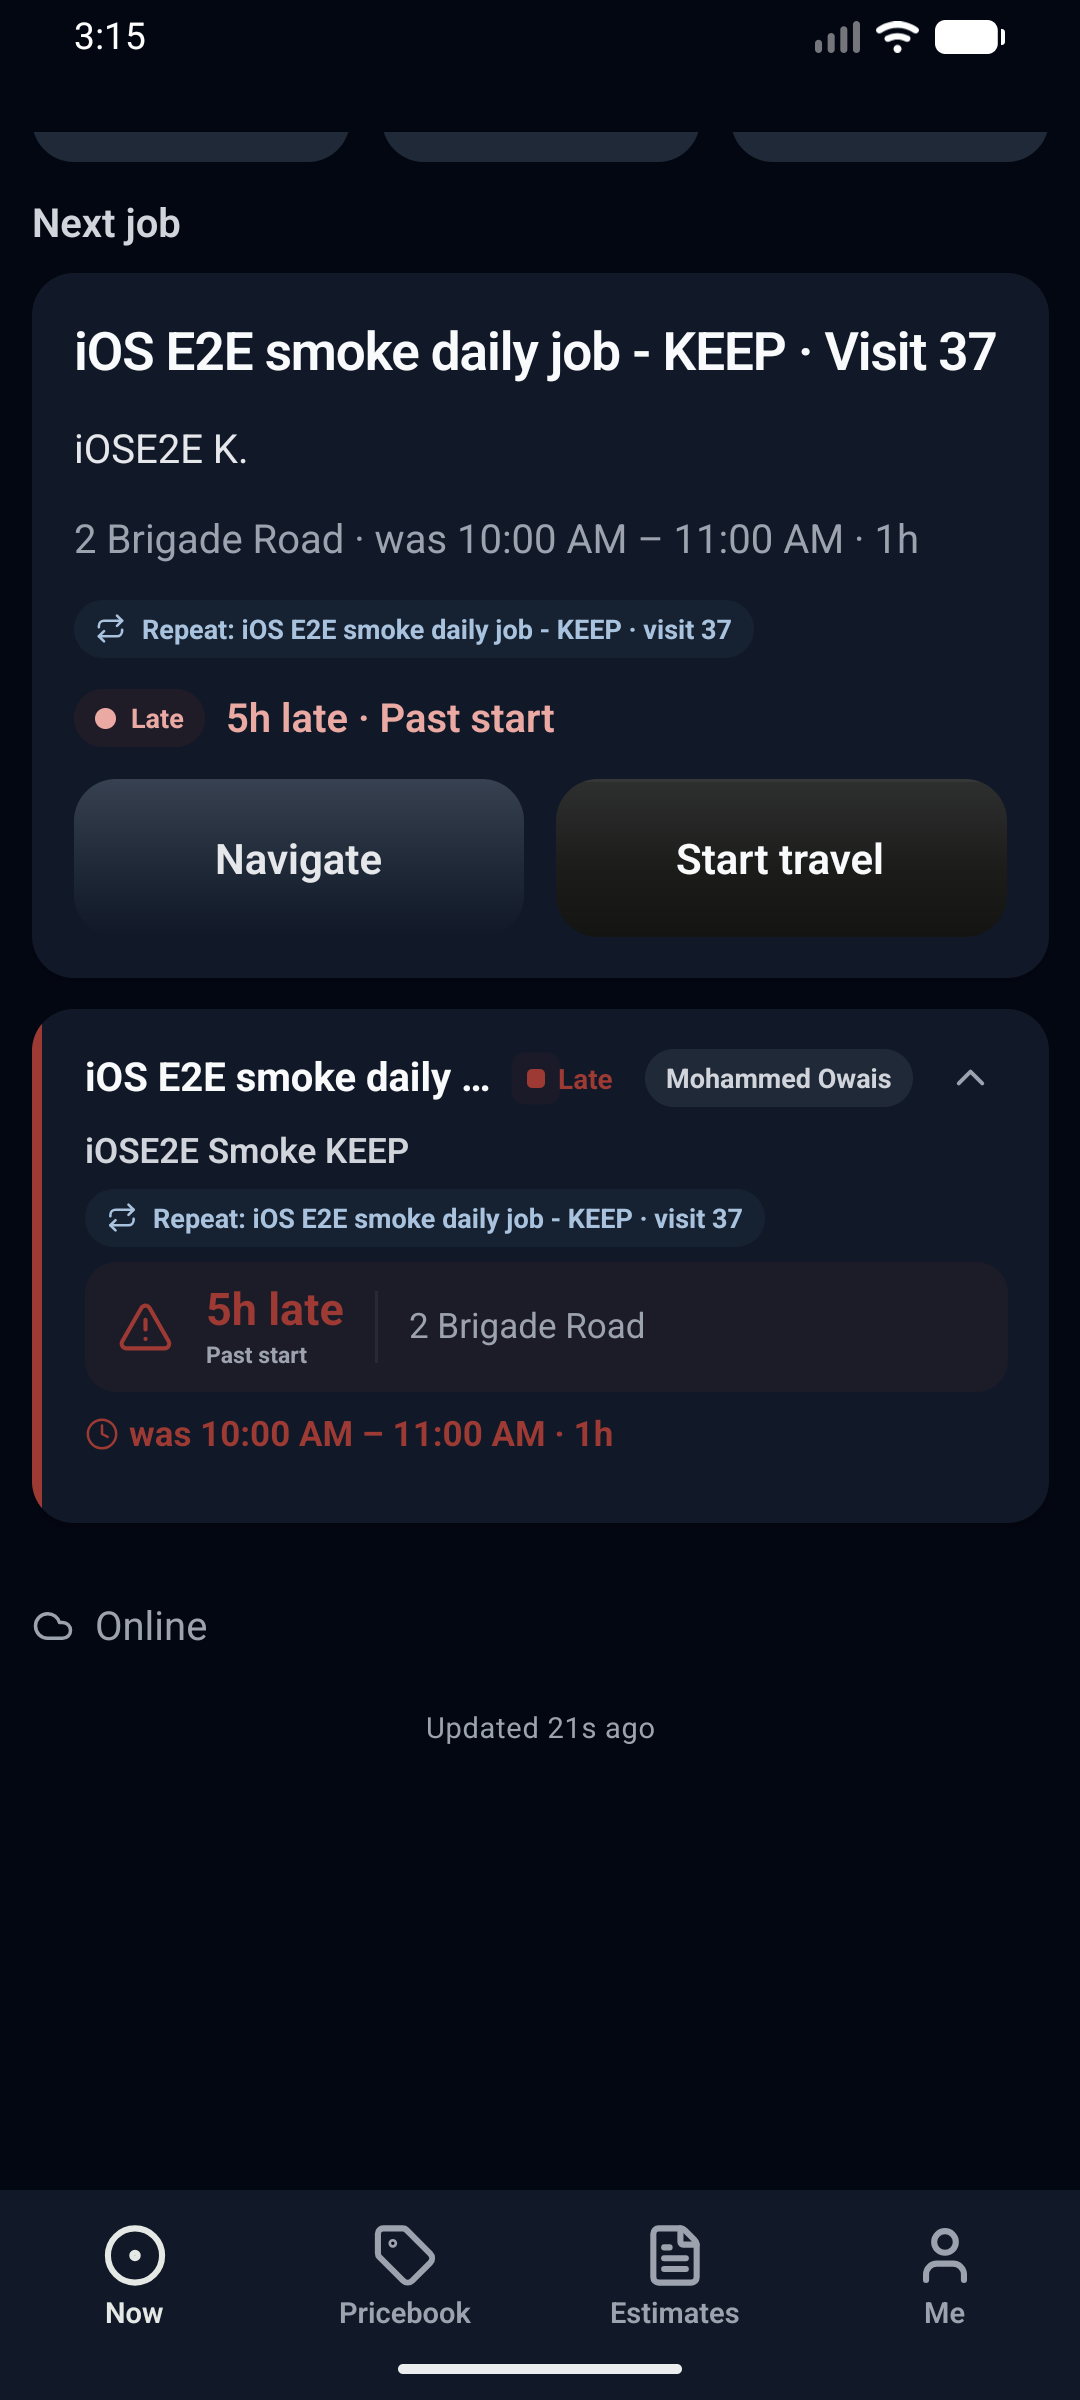 3:15
Next job
iOS E2E smoke daily job - KEEP · Visit 37
iOSE2E K.
2 Brigade Road · was 10:00 AM – 11:00 AM · 1h
Repeat: iOS E2E smoke daily job - KEEP · visit 37
Late 5h late · Past start
Navigate Start travel
iOS E2E smoke daily ... Late Mohammed Owais
iOSE2E Smoke KEEP
Repeat: iOS E2E smoke daily job - KEEP · visit 37
5h late
Past start
2 Brigade Road
was 10:00 AM – 11:00 AM · 1h
Online
Updated 21s ago
Now Pricebook Estimates Me